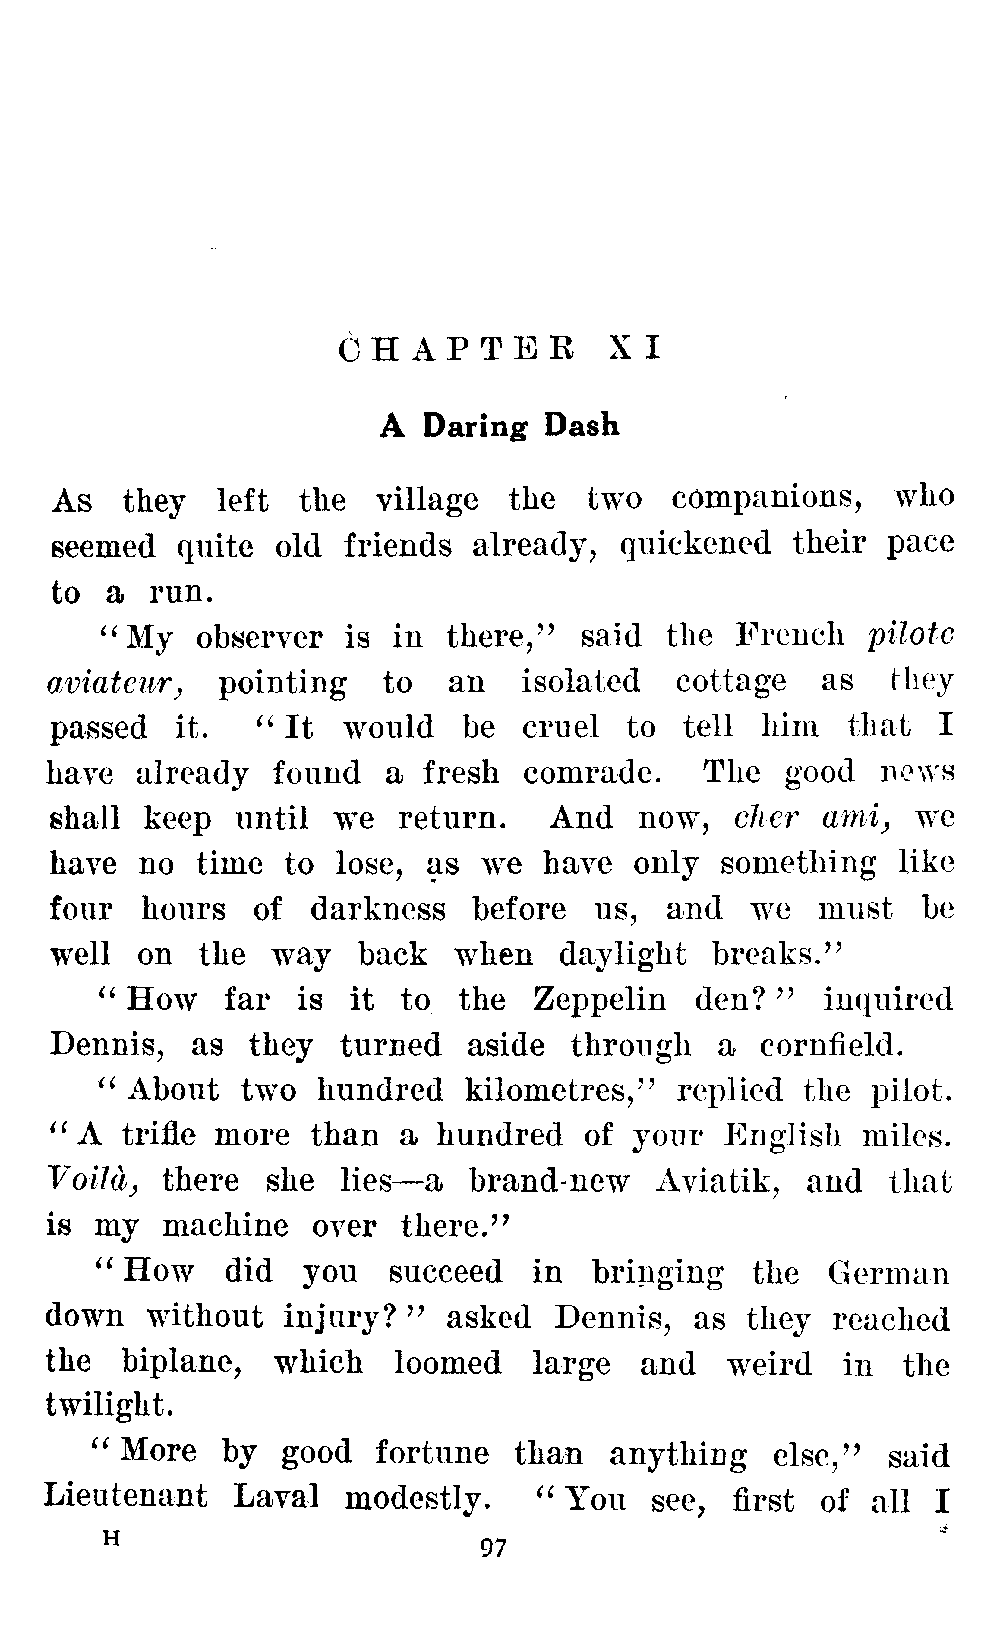 CHAPTER XI
A Daring Dash
As they left the village the two companions, who
seemed quite old friends already, quickened their pace
to a run.
“My observer is in there,” said the French pilote
aviateur, pointing to an isolated cottage as they
passed it. “It would be cruel to tell him that I
have already found a fresh comrade. The good news
shall keep until we return. And now, cher ami, we
have no time to lose, as we have only something like
four hours of darkness before us, and we must be
well on the way back when daylight breaks.”
“How far is it to the Zeppelin den?” inquired
Dennis, as they turned aside through a cornfield.
“About two hundred kilometres,” replied the pilot.
“A trifle more than a hundred of your English miles.
Voilà, there she lies—a brand-new Aviatik, and that
is my machine over there.”
“How did you succeed in bringing the German
down without injury?” asked Dennis, as they reached
the biplane, which loomed large and weird in the
twilight.
“More by good fortune than anything else,” said
Lieutenant Laval modestly. “You see, first of all I
H 97